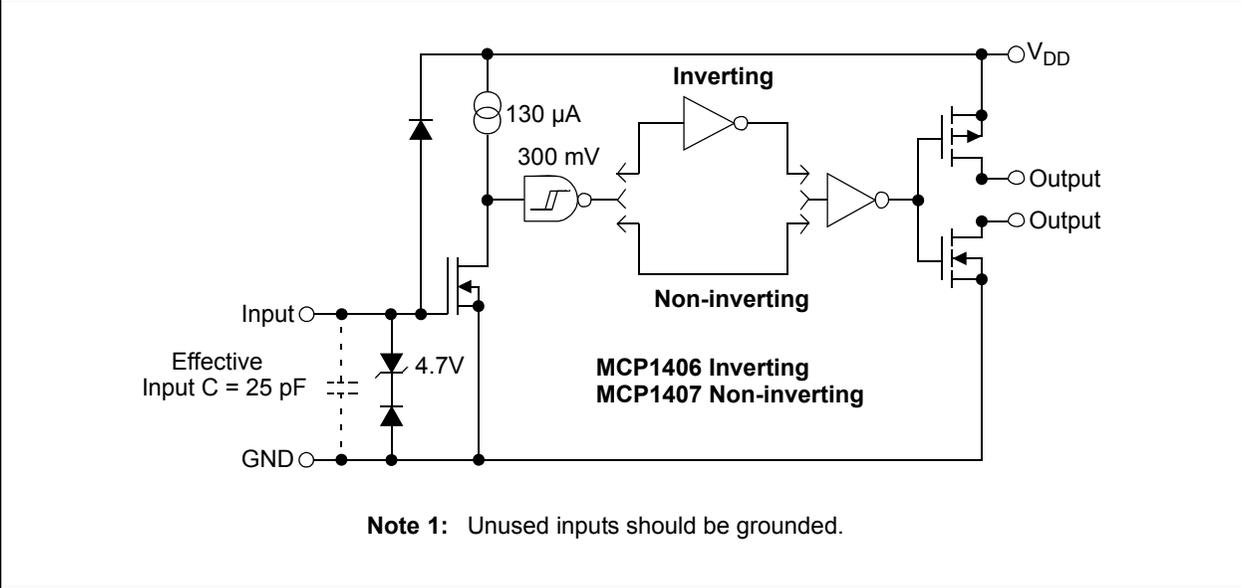 VDD
Inverting
130 µA
300 mV
Output
Output
Non-inverting
Input
Effective
Input C = 25 pF
4.7V
MCP1406 Inverting
MCP1407 Non-inverting
GND
Note 1: Unused inputs should be grounded.